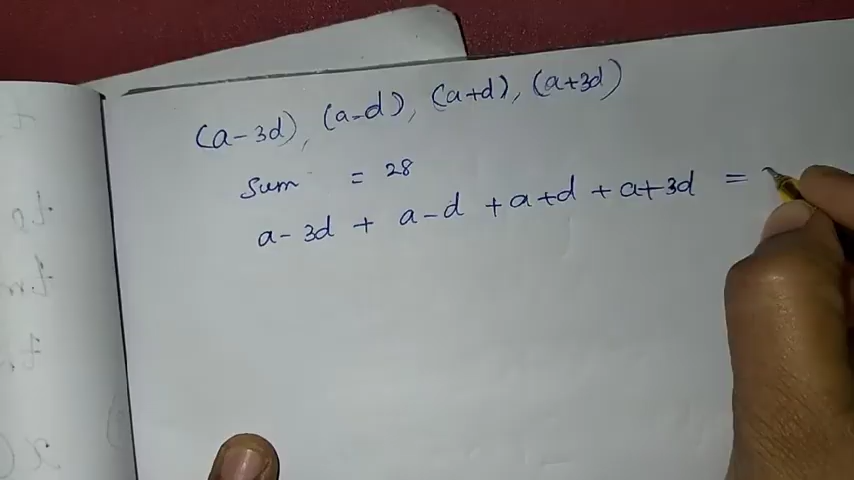 (a-3d), (a-d), (a+d), (a+3d)
Sum = 28
a-3d + a-d + a+d + a+3d =